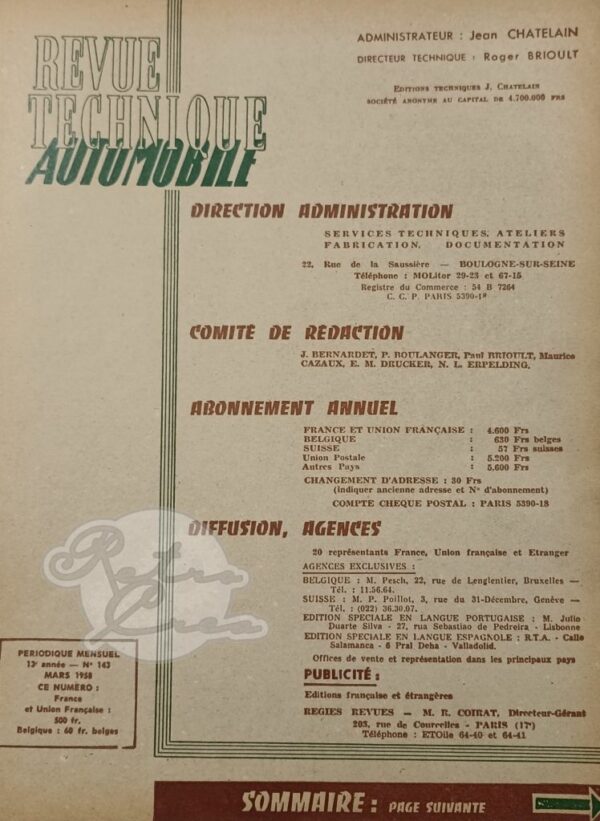 ADMINISTRATEUR : Jean CHATELAIN
DIRECTEUR TECHNIQUE : Roger BRIOULT
EDITIONS TECHNIQUES J. CHATELAIN
SOCIÉTÉ ANONYME AU CAPITAL DE 4.700.000 FRS
REVUE
TECHNIQUE
AUTOMOBILE
DIRECTION ADMINISTRATION
SERVICES TECHNIQUES, ATELIERS
FABRICATION, DOCUMENTATION
22, Rue de la Saussière — BOULOGNE-SUR-SEINE
Téléphone : MOLitor 29-23 et 67-15
Registre du Commerce : 54 B 7264
C. C. P. PARIS 5390-18
COMITÉ DE RÉDACTION
J. BERNARDET, P. BOULANGER, Paul BRIOULT, Maurice
CAZAUX, E. M. DRUCKER, N. L. ERPELDING.
ABONNEMENT ANNUEL
FRANCE ET UNION FRANÇAISE : 4.600 Frs
BELGIQUE : 630 Frs belges
SUISSE : 57 Frs suisses
Union Postale : 5.200 Frs
Autres Pays : 5.600 Frs
CHANGEMENT D'ADRESSE : 30 Frs
(indiquer ancienne adresse et N° d'abonnement)
COMPTE CHEQUE POSTAL : PARIS 5390-18
DIFFUSION, AGENCES
20 représentants France, Union française et Etranger
AGENCES EXCLUSIVES :
BELGIQUE : M. Pesch, 22, rue de Lenglentier, Bruxelles —
Tél. : 11.56.64.
SUISSE : M. P. Poillot, 3, rue du 31-Décembre, Genève —
Tél. : (022) 36.30.07.
EDITION SPECIALE EN LANGUE PORTUGAISE : M. Julio
Duarte Silva - 27, rua Sebastiao de Pedreira - Lisbonne
EDITION SPECIALE EN LANGUE ESPAGNOLE : R.T.A. - Calle
Salamanca - 6 Pral Deha - Valladolid.
Offices de vente et représentation dans les principaux pays
PUBLICITÉ :
Editions française et étrangères
REGIES REVUES — M. R. COIRAT, Directeur-Gérant
203, rue de Courcelles - PARIS (17e)
Téléphone : ETOile 64-40 et 64-41
PERIODIQUE MENSUEL
13e année — N° 143
MARS 1958
CE NUMÉRO :
France
et Union Française :
500 fr.
Belgique : 60 fr. belges
Retro
Livres
SOMMAIRE : PAGE SUIVANTE